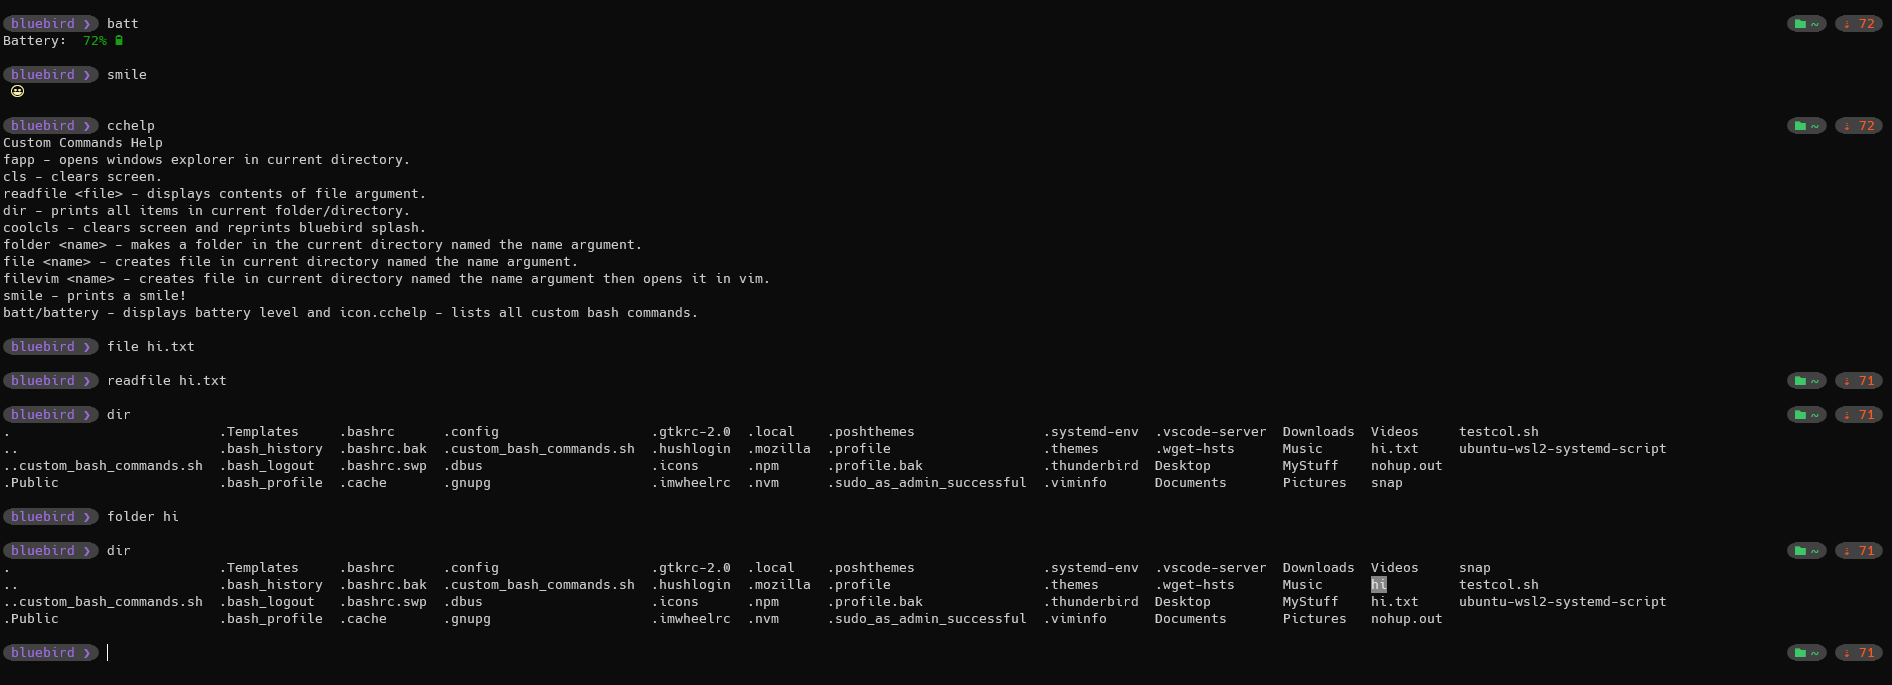 bluebird ❯ batt ~ ⇣ 72
Battery: 72%
bluebird ❯ smile
bluebird ❯ cchelp ~ ⇣ 72
Custom Commands Help
fapp - opens windows explorer in current directory.
cls - clears screen.
readfile <file> - displays contents of file argument.
dir - prints all items in current folder/directory.
coolcls - clears screen and reprints bluebird splash.
folder <name> - makes a folder in the current directory named the name argument.
file <name> - creates file in current directory named the name argument.
filevim <name> - creates file in current directory named the name argument then opens it in vim.
smile - prints a smile!
batt/battery - displays battery level and icon.cchelp - lists all custom bash commands.
bluebird ❯ file hi.txt
bluebird ❯ readfile hi.txt ~ ⇣ 71
bluebird ❯ dir ~ ⇣ 71
. .Templates .bashrc .config .gtkrc-2.0 .local .poshthemes .systemd-env .vscode-server Downloads Videos testcol.sh
.. .bash_history .bashrc.bak .custom_bash_commands.sh .hushlogin .mozilla .profile .themes .wget-hsts Music hi.txt ubuntu-wsl2-systemd-script
..custom_bash_commands.sh .bash_logout .bashrc.swp .dbus .icons .npm .profile.bak .thunderbird Desktop MyStuff nohup.out
.Public .bash_profile .cache .gnupg .imwheelrc .nvm .sudo_as_admin_successful .viminfo Documents Pictures snap
bluebird ❯ folder hi
bluebird ❯ dir ~ ⇣ 71
. .Templates .bashrc .config .gtkrc-2.0 .local .poshthemes .systemd-env .vscode-server Downloads Videos snap
.. .bash_history .bashrc.bak .custom_bash_commands.sh .hushlogin .mozilla .profile .themes .wget-hsts Music hi testcol.sh
..custom_bash_commands.sh .bash_logout .bashrc.swp .dbus .icons .npm .profile.bak .thunderbird Desktop MyStuff hi.txt ubuntu-wsl2-systemd-script
.Public .bash_profile .cache .gnupg .imwheelrc .nvm .sudo_as_admin_successful .viminfo Documents Pictures nohup.out
bluebird ❯ ~ ⇣ 71